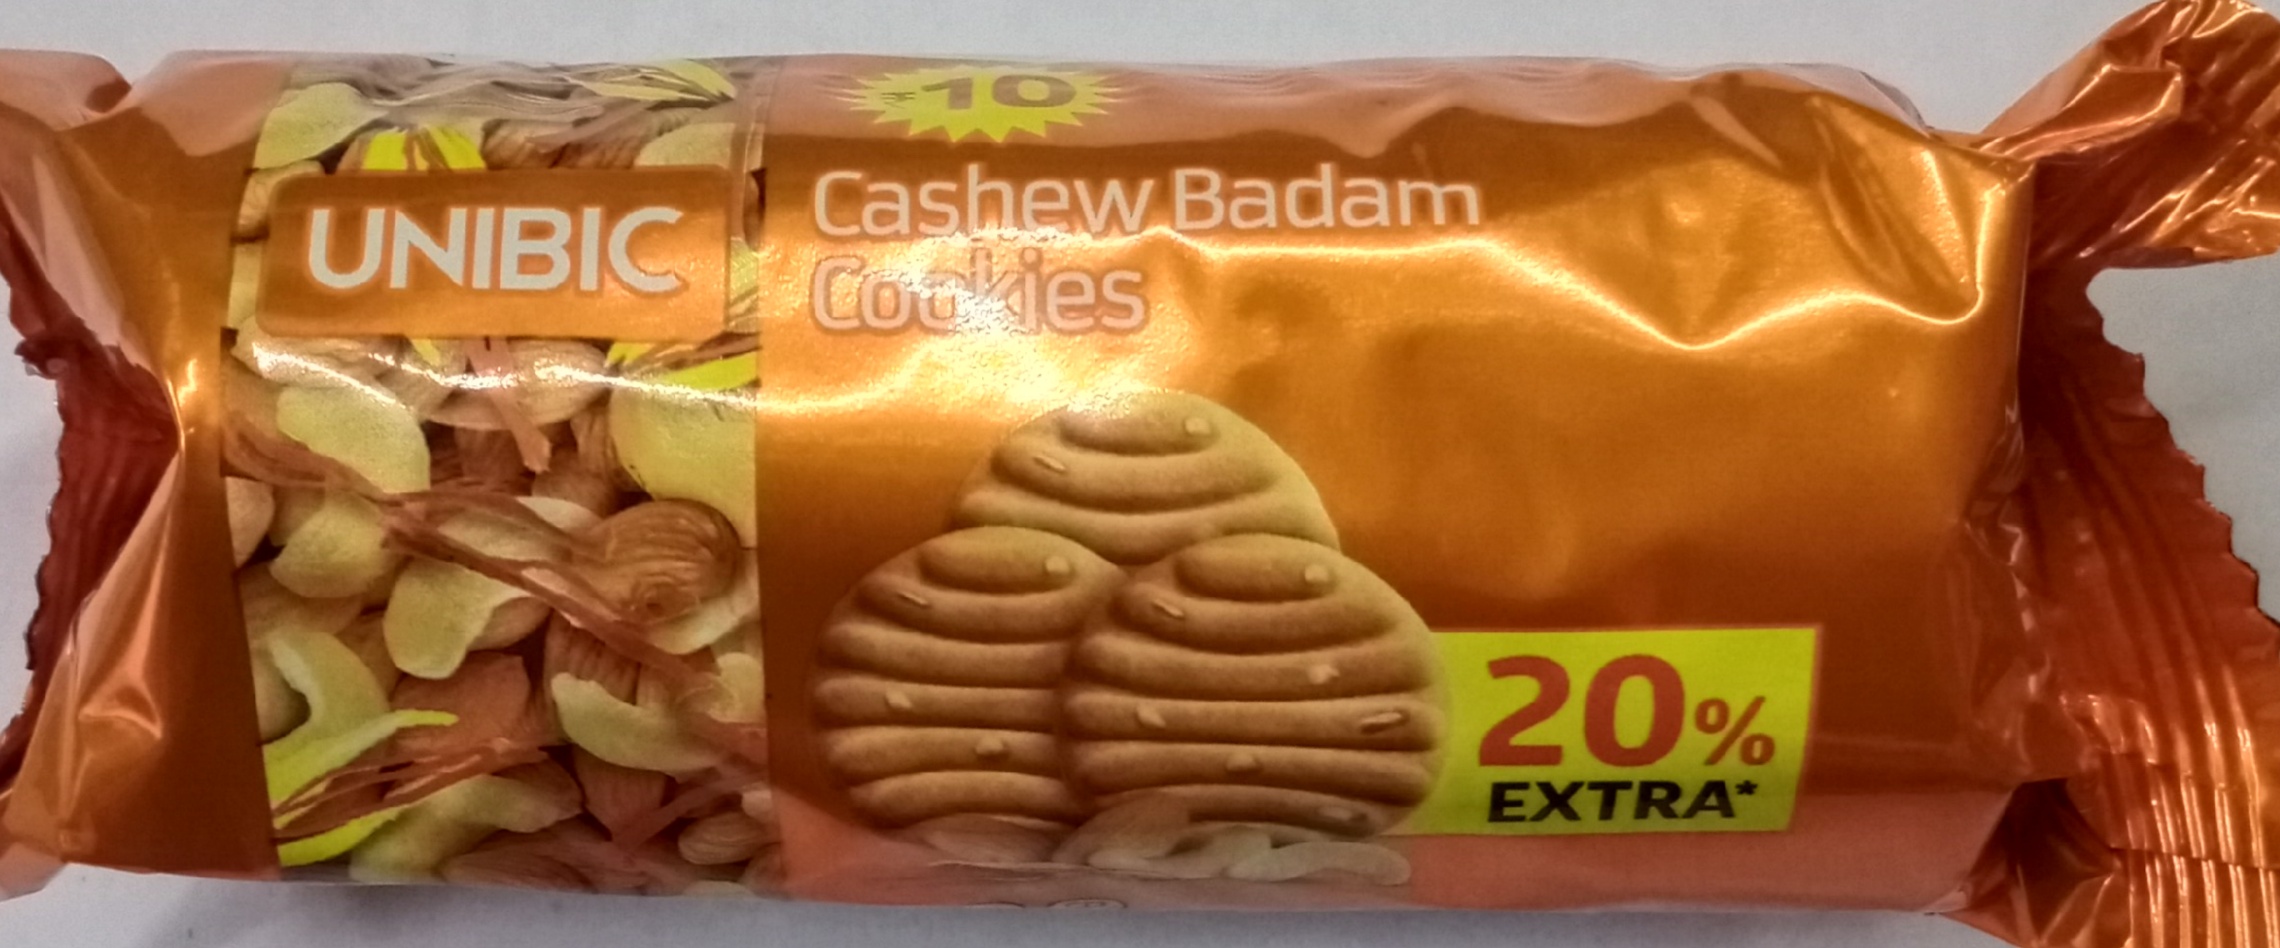 ₹10
UNIBIC
Cashew Badam
Cookies
20%
EXTRA*